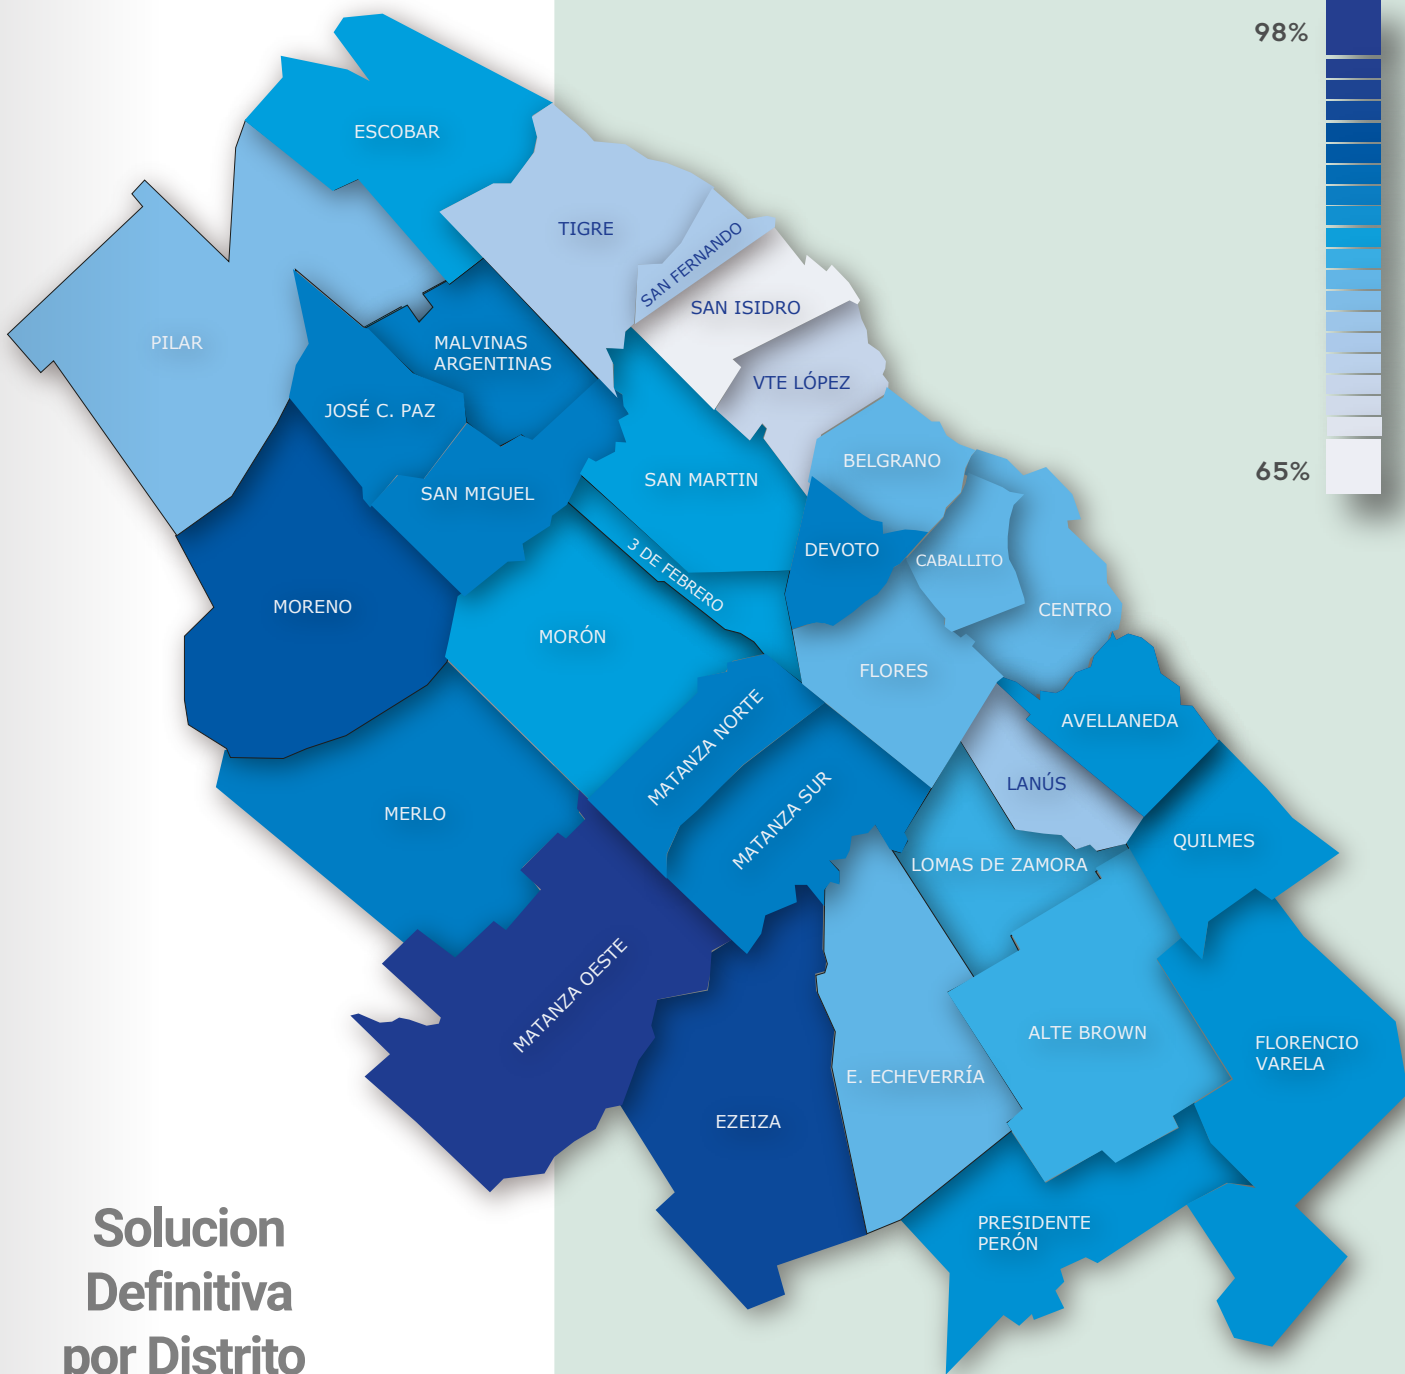 98%
ESCOBAR
TIGRE
SAN FERNANDO
SAN ISIDRO
PILAR
MALVINAS
ARGENTINAS
VTE LÓPEZ
JOSÉ C. PAZ
BELGRANO
65%
SAN MIGUEL
SAN MARTIN
DEVOTO
CABALLITO
3 DE FEBRERO
MORENO
CENTRO
MORÓN
FLORES
AVELLANEDA
MATANZA NORTE
LANÚS
MERLO
MATANZA SUR
QUILMES
LOMAS DE ZAMORA
MATANZA OESTE
ALTE BROWN
FLORENCIO
VARELA
E. ECHEVERRÍA
EZEIZA
PRESIDENTE
PERÓN
Solucion
Definitiva
por Distrito